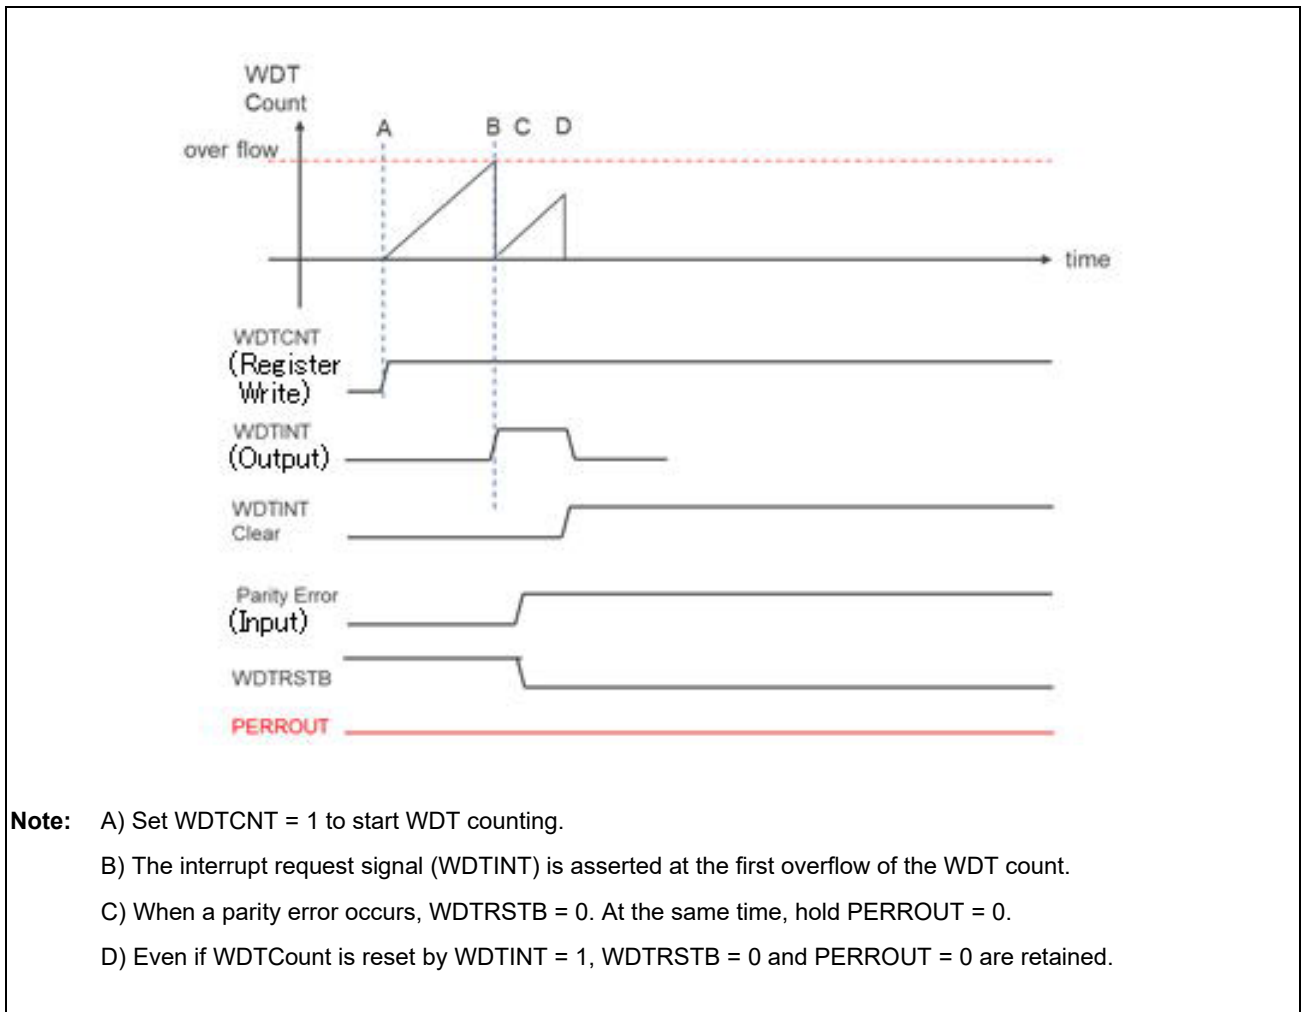 WDT
Count
A B C D
over flow
time
WDTCNT
(Register
Write)
WDTINT
(Output)
WDTINT
Clear
Parity Error
(Input)
WDTRSTB
PERROUT
Note: A) Set WDTCNT = 1 to start WDT counting.
B) The interrupt request signal (WDTINT) is asserted at the first overflow of the WDT count.
C) When a parity error occurs, WDTRSTB = 0. At the same time, hold PERROUT = 0.
D) Even if WDTCount is reset by WDTINT = 1, WDTRSTB = 0 and PERROUT = 0 are retained.